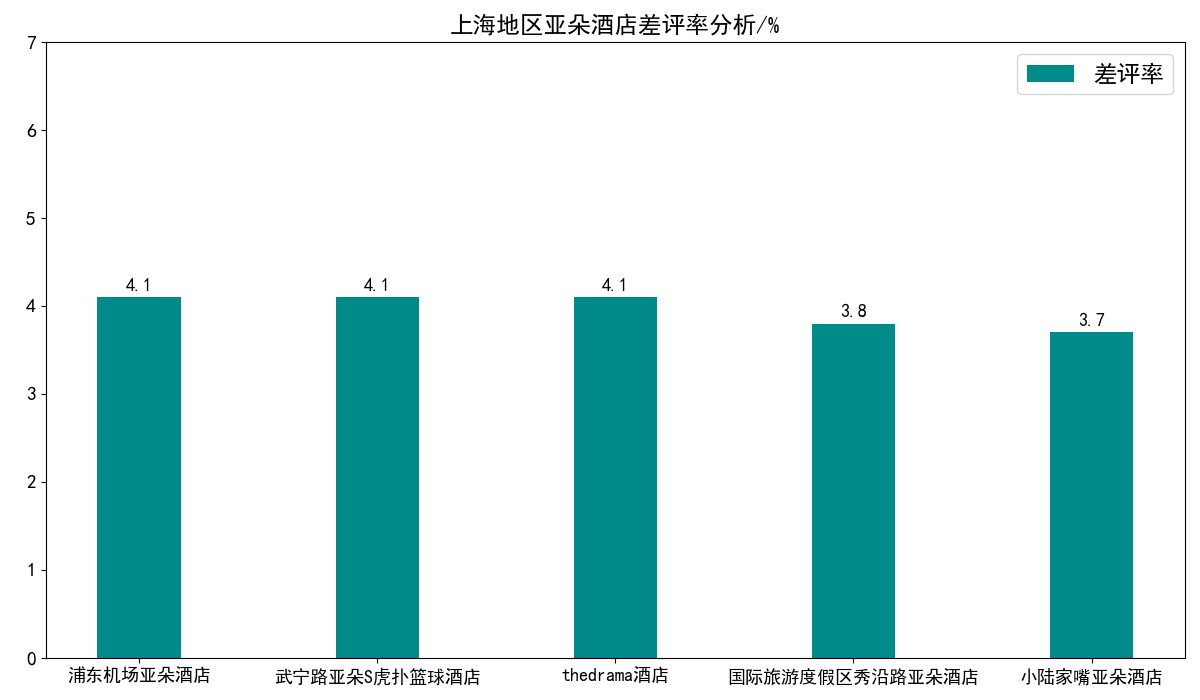 上海地区亚朵酒店差评率分析/%
差评率
7
6
5
4
3
2
1
0
4.1
4.1
4.1
3.8
3.7
浦东机场亚朵酒店
武宁路亚朵S虎扑篮球酒店
thedrama酒店
国际旅游度假区秀沿路亚朵酒店
小陆家嘴亚朵酒店